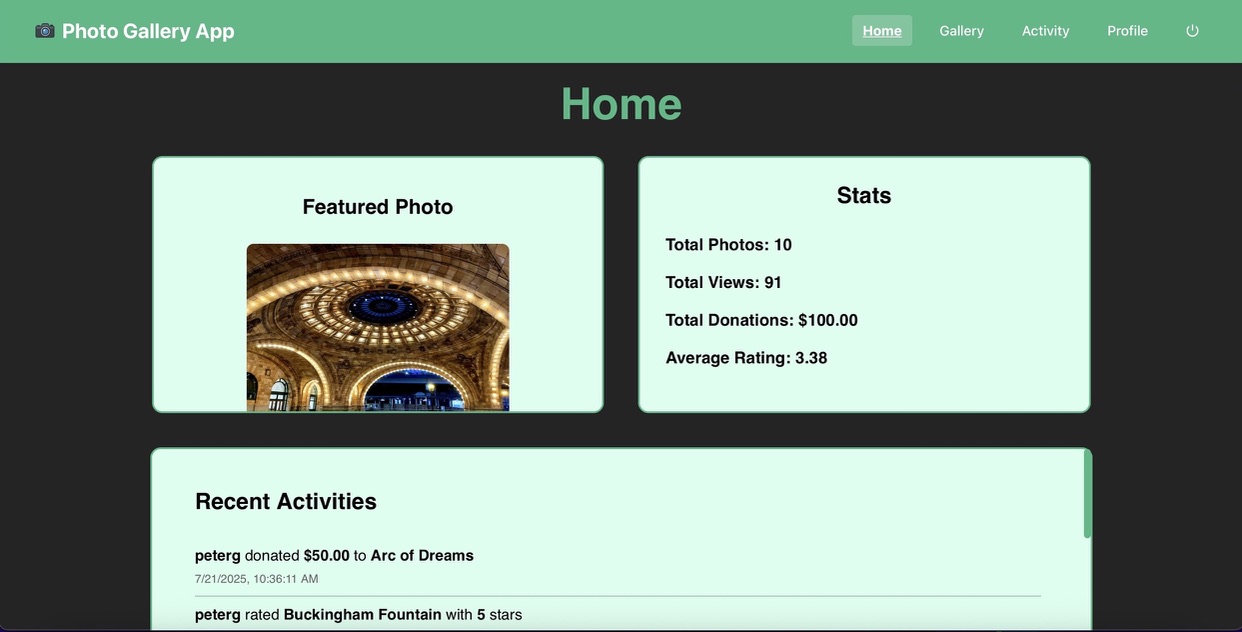 Photo Gallery App
Home Gallery Activity Profile
Home
Featured Photo
Stats
Total Photos: 10
Total Views: 91
Total Donations: $100.00
Average Rating: 3.38
Recent Activities
peterg donated $50.00 to Arc of Dreams
7/21/2025, 10:36:11 AM
peterg rated Buckingham Fountain with 5 stars